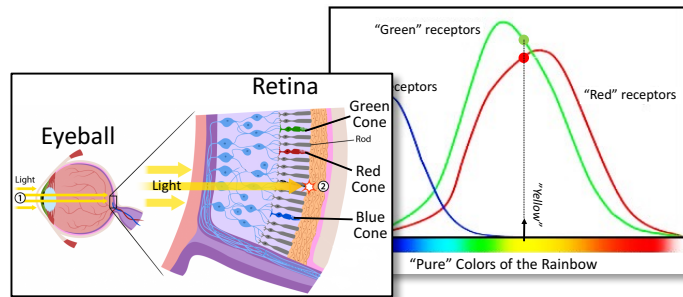 Retina
Eyeball
Green
Cone
Rod
Red
Cone
Light
①
Light
②
Blue
Cone
“Green” receptors
“Red” receptors
“Yellow”
“Pure” Colors of the Rainbow